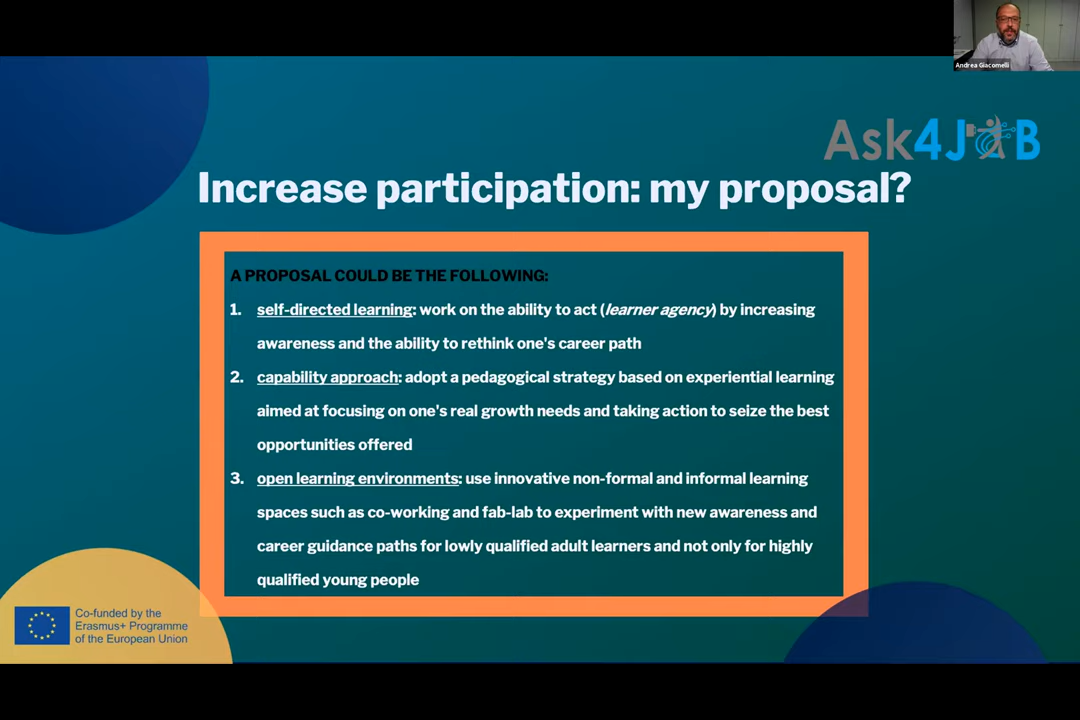 Andrea Giacomelli
Ask4JOB
Increase participation: my proposal?
A PROPOSAL COULD BE THE FOLLOWING:
1. self-directed learning: work on the ability to act (learner agency) by increasing
awareness and the ability to rethink one's career path
2. capability approach: adopt a pedagogical strategy based on experiential learning
aimed at focusing on one's real growth needs and taking action to seize the best
opportunities offered
3. open learning environments: use innovative non-formal and informal learning
spaces such as co-working and fab-lab to experiment with new awareness and
career guidance paths for lowly qualified adult learners and not only for highly
qualified young people
Co-funded by the
Erasmus+ Programme
of the European Union